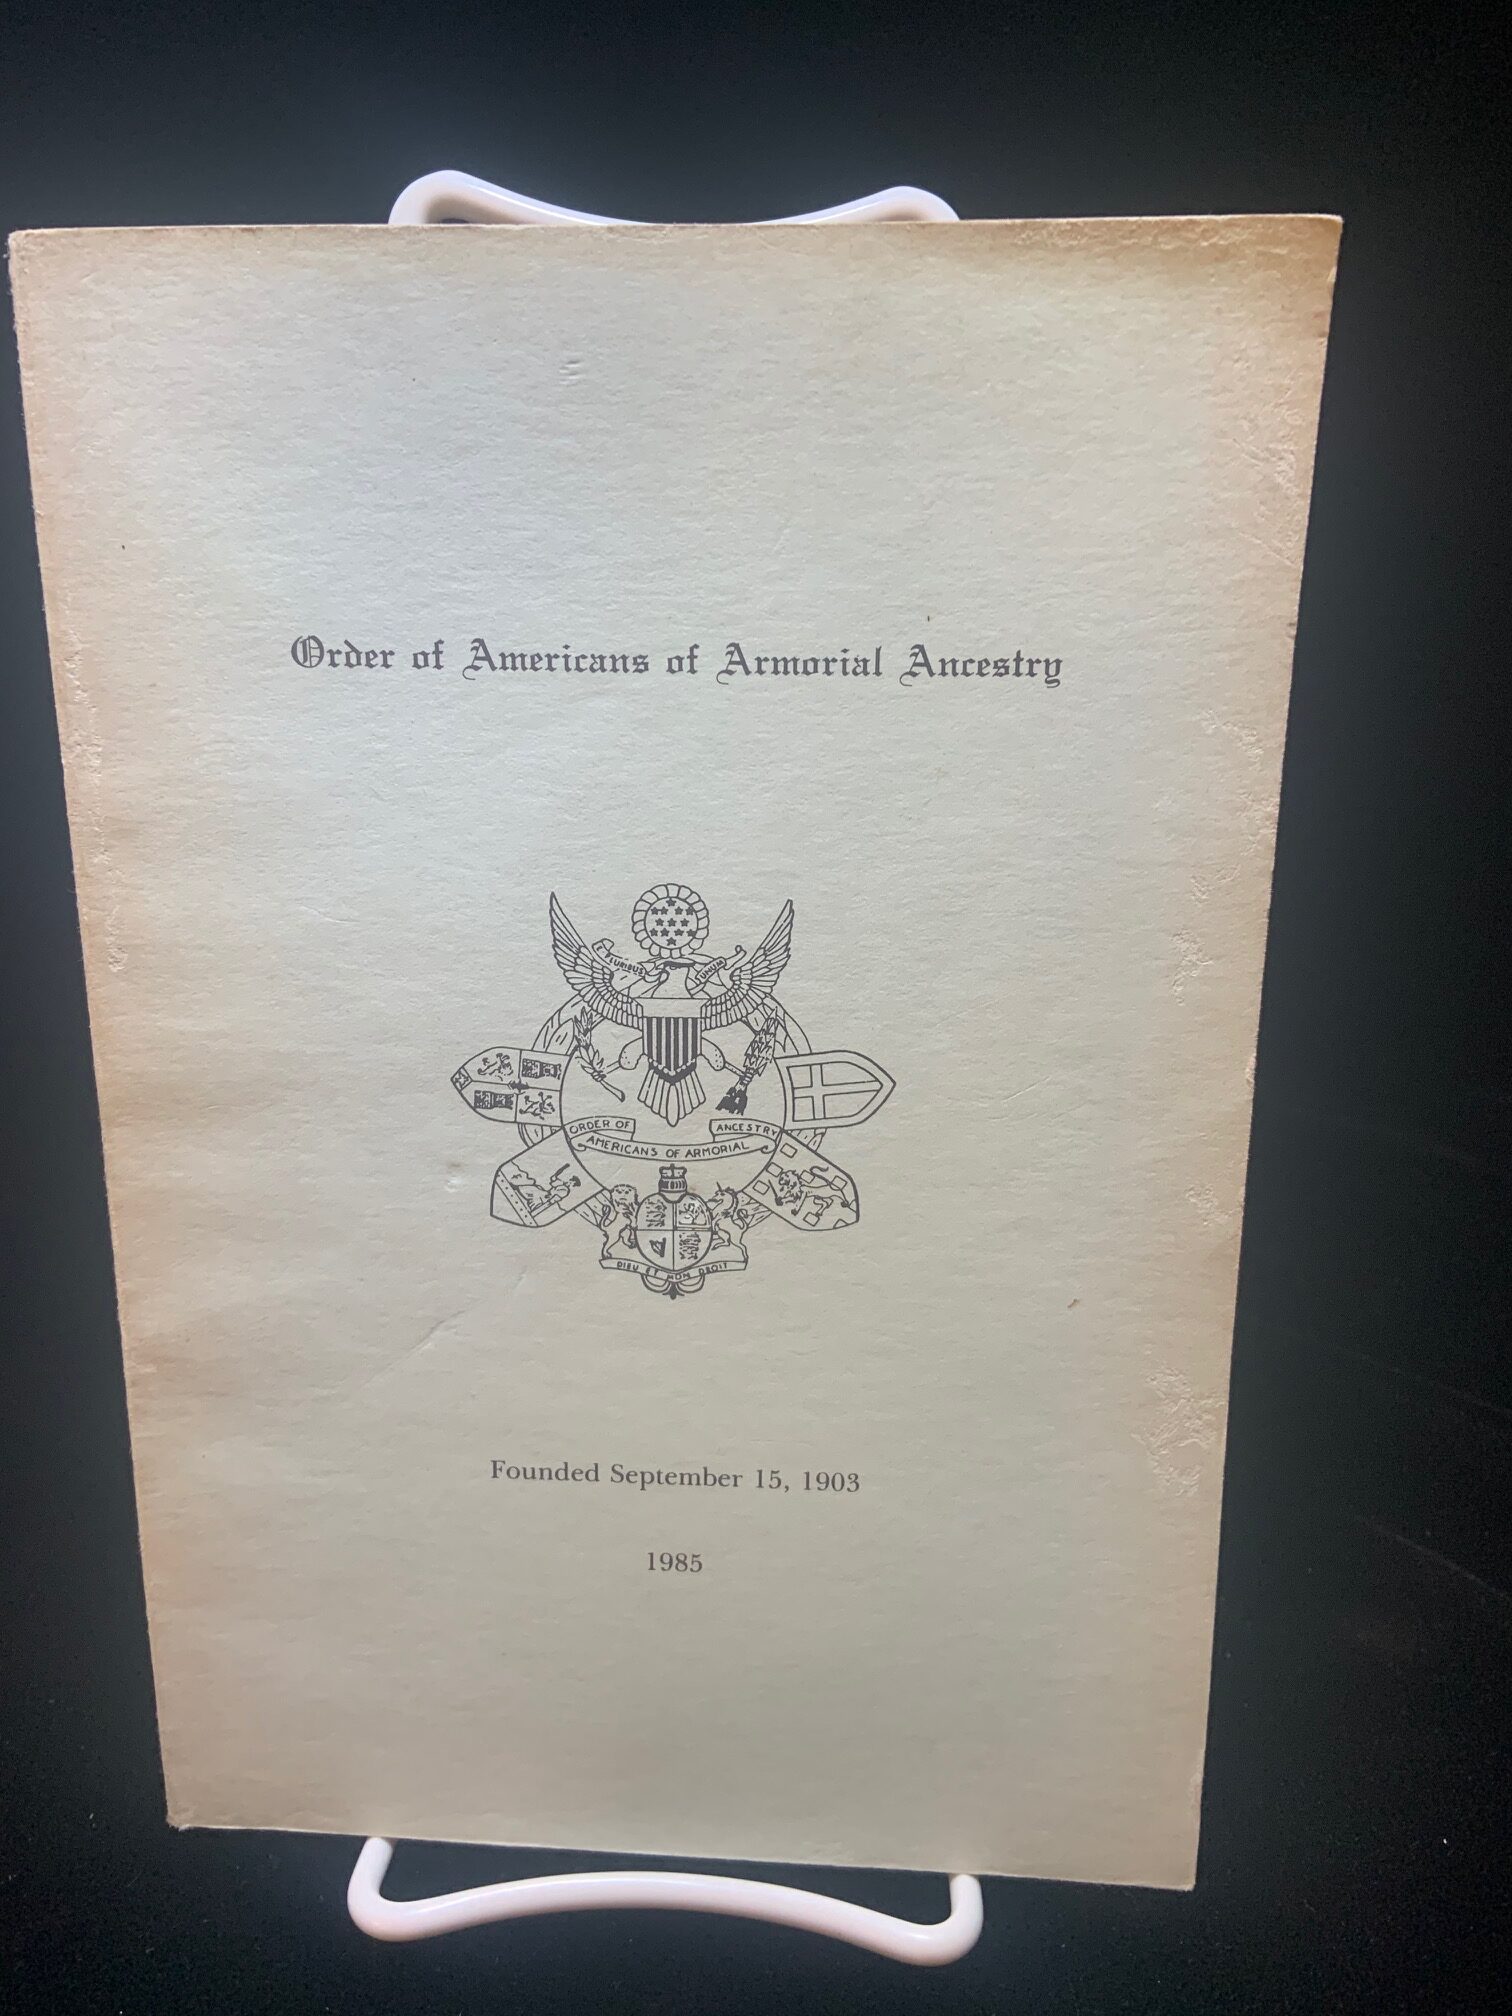 Order of Americans of Armorial Ancestry
E PLURIBUS UNUM
ORDER OF
AMERICANS OF ARMORIAL
ANCESTRY
DIEU ET MON DROIT
Founded September 15, 1903
1985